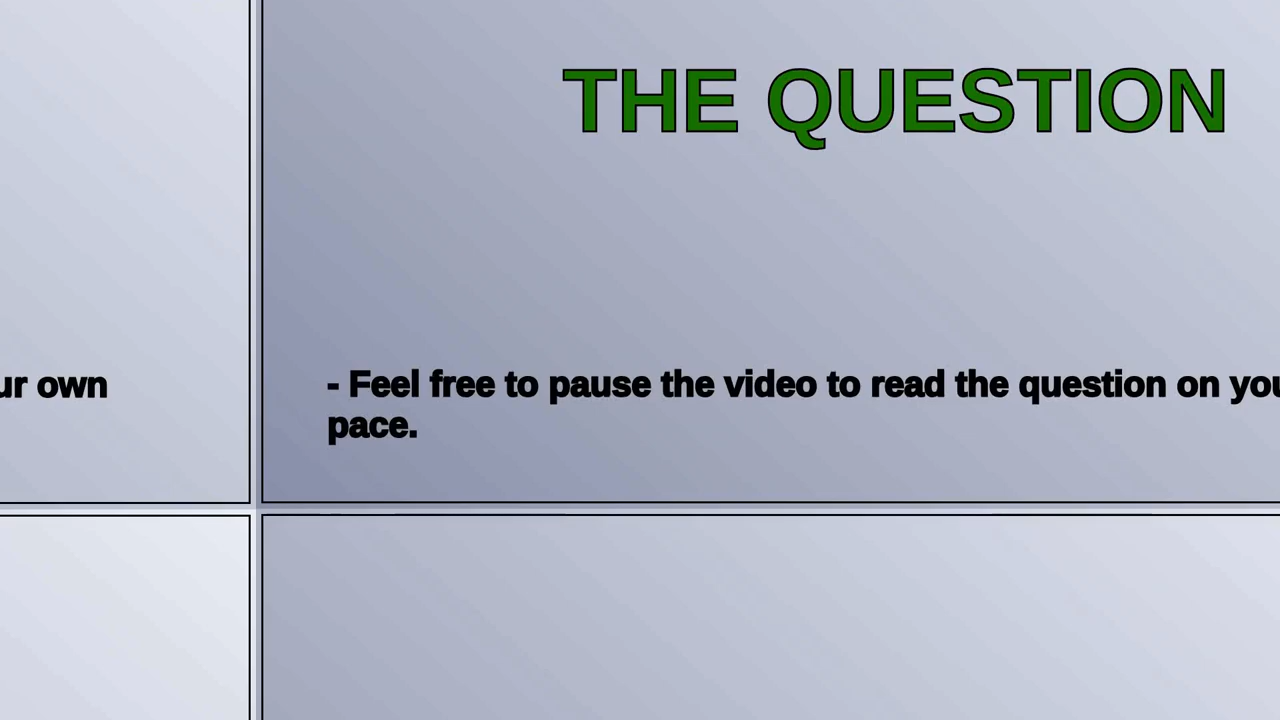 THE QUESTION
ur own
- Feel free to pause the video to read the question on you
pace.